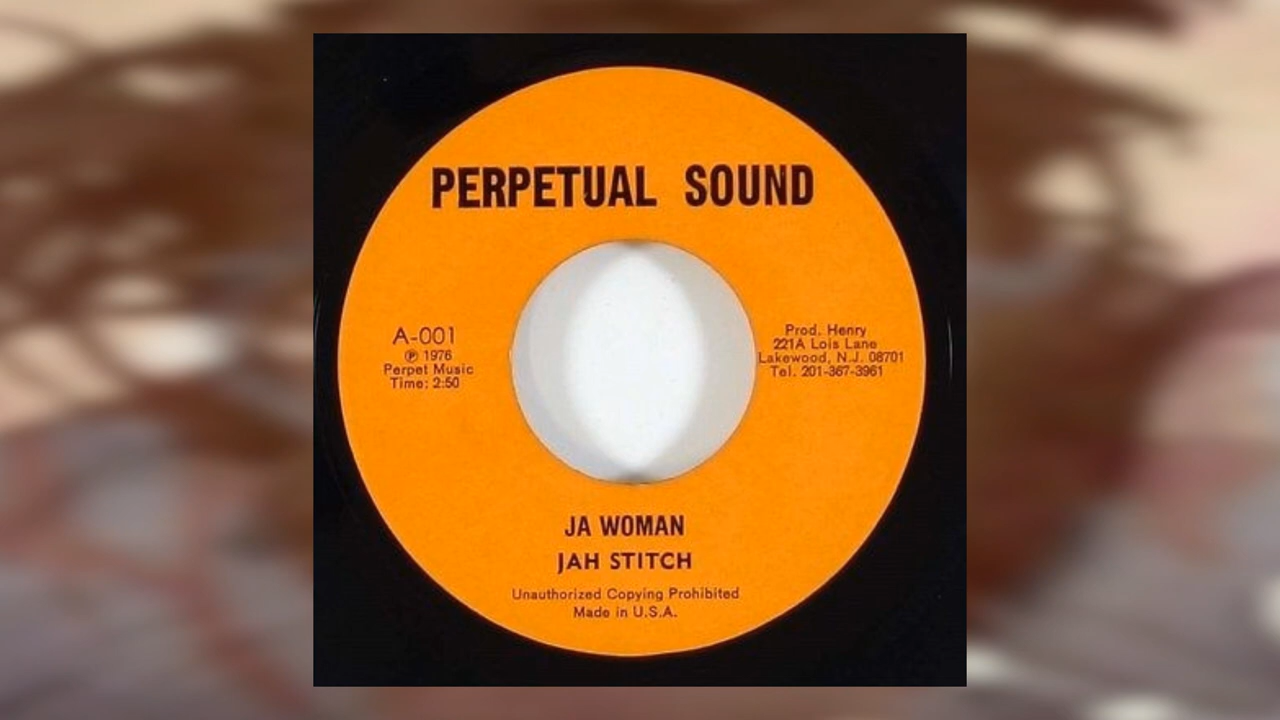 PERPETUAL SOUND
A-001
℗ 1976
Perpet Music
Time: 2:50
Prod. Henry
221A Lois Lane
Lakewood, N.J. 08701
Tel. 201-367-3961
JA WOMAN
JAH STITCH
Unauthorized Copying Prohibited
Made in U.S.A.